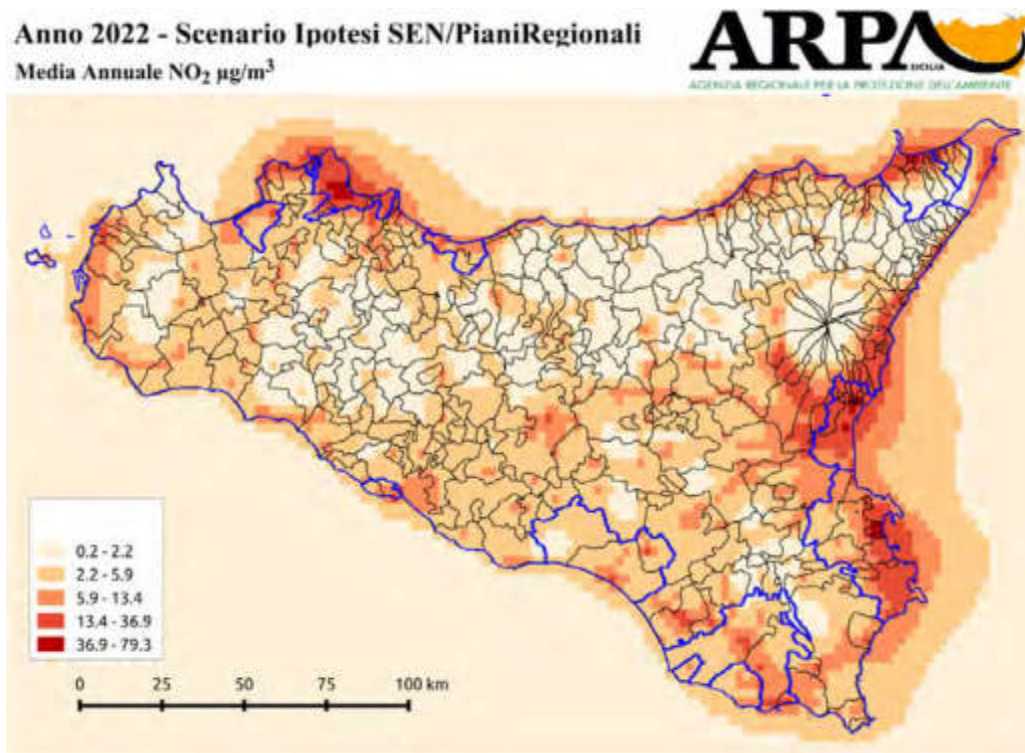 Anno 2022 - Scenario Ipotesi SEN/PianiRegionali
Media Annuale NO₂ µg/m³
ARPA
SICILIA
AGENZIA REGIONALE PER LA PROTEZIONE DELL'AMBIENTE
0.2 - 2.2
2.2 - 5.9
5.9 - 13.4
13.4 - 36.9
36.9 - 79.3
0 25 50 75 100 km